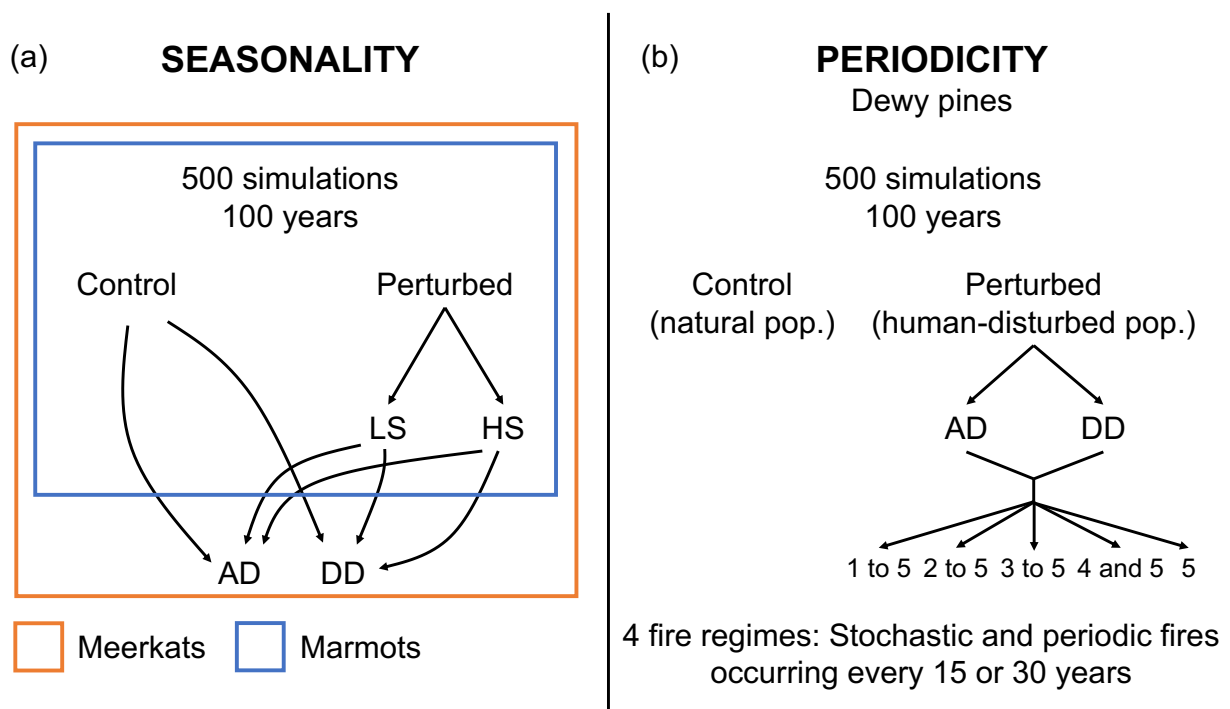 (a)
SEASONALITY
500 simulations
100 years
Control
Perturbed
LS
HS
AD
DD
Meerkats
Marmots
(b)
PERIODICITY
Dewy pines
500 simulations
100 years
Control
(natural pop.)
Perturbed
(human-disturbed pop.)
AD
DD
1 to 5
2 to 5
3 to 5
4 and 5
5
4 fire regimes: Stochastic and periodic fires
occurring every 15 or 30 years